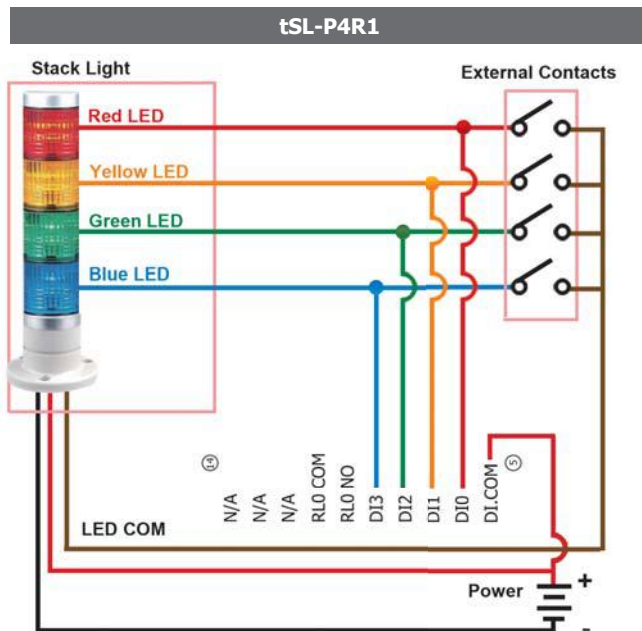 tSL-P4R1
Stack Light
External Contacts
Red LED
Yellow LED
Green LED
Blue LED
14
N/A
N/A
N/A
RL0 COM
RL0 NO
DI3
DI2
DI1
DI0
DI.COM
5
LED COM
Power
+
-